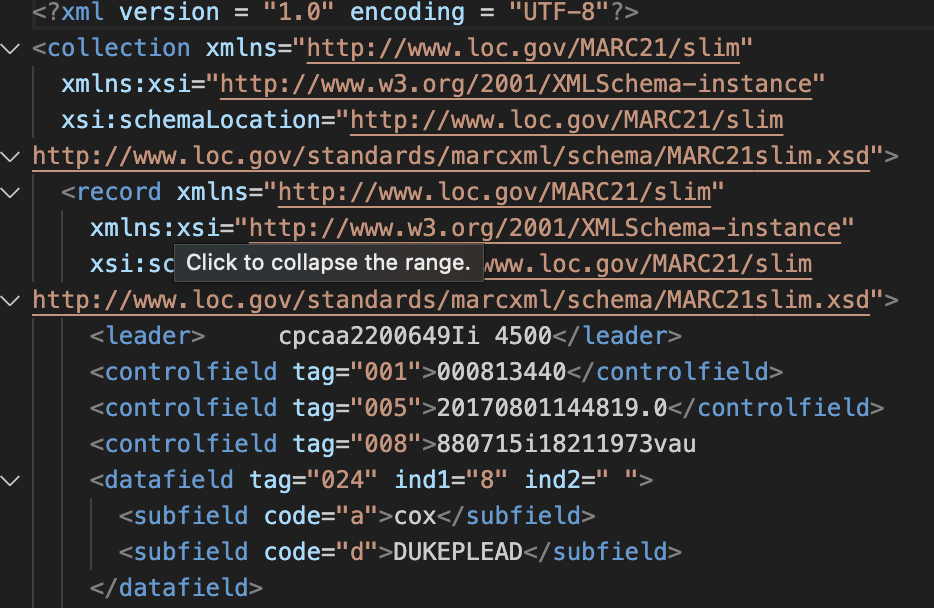 <?xml version = "1.0" encoding = "UTF-8"?>
<collection xmlns="http://www.loc.gov/MARC21/slim"
xmlns:xsi="http://www.w3.org/2001/XMLSchema-instance"
xsi:schemaLocation="http://www.loc.gov/MARC21/slim
http://www.loc.gov/standards/marcxml/schema/MARC21slim.xsd">
<record xmlns="http://www.loc.gov/MARC21/slim"
xmlns:xsi="http://www.w3.org/2001/XMLSchema-instance"
xsi:sc Click to collapse the range. www.loc.gov/MARC21/slim
http://www.loc.gov/standards/marcxml/schema/MARC21slim.xsd">
<leader>     cpcaa2200649Ii 4500</leader>
<controlfield tag="001">000813440</controlfield>
<controlfield tag="005">20170801144819.0</controlfield>
<controlfield tag="008">880715i18211973vau
<datafield tag="024" ind1="8" ind2=" ">
<subfield code="a">cox</subfield>
<subfield code="d">DUKEPLEAD</subfield>
</datafield>